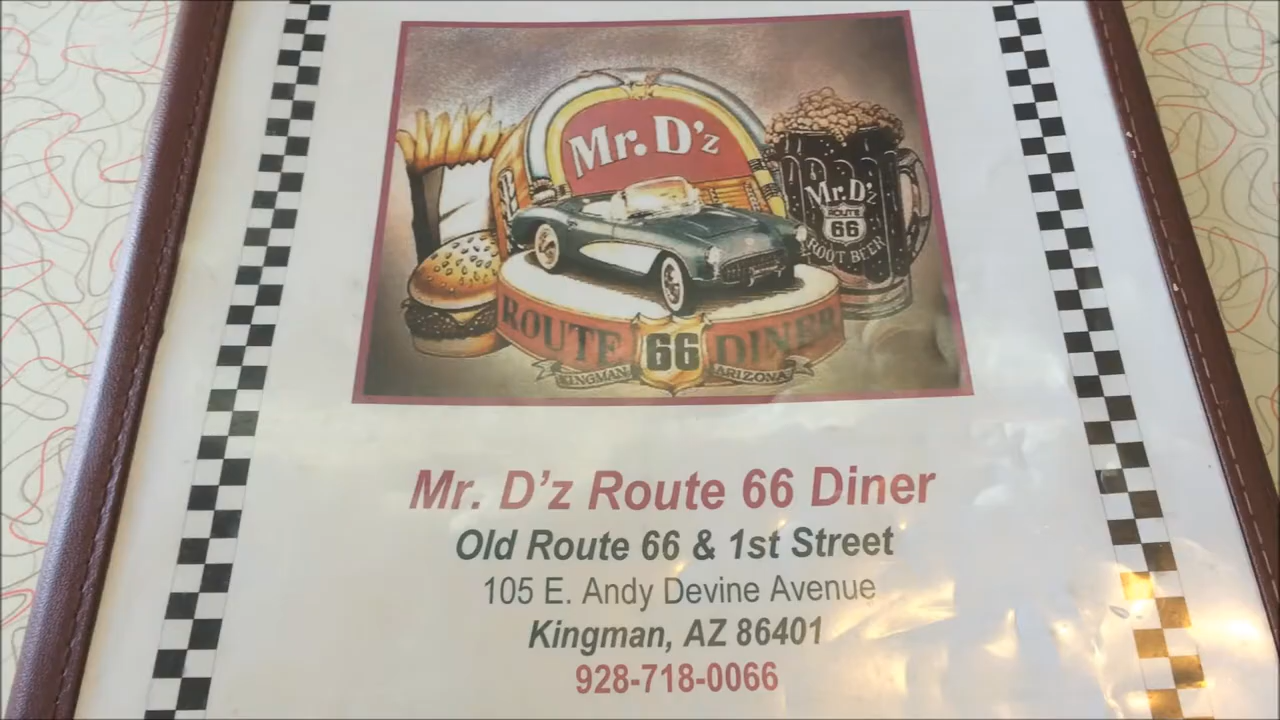 Mr. D'z
Mr. D'z
ROUTE
66
ROOT BEER
ROUTE 66 DINER
KINGMAN ARIZONA
Mr. D'z Route 66 Diner
Old Route 66 & 1st Street
105 E. Andy Devine Avenue
Kingman, AZ 86401
928-718-0066